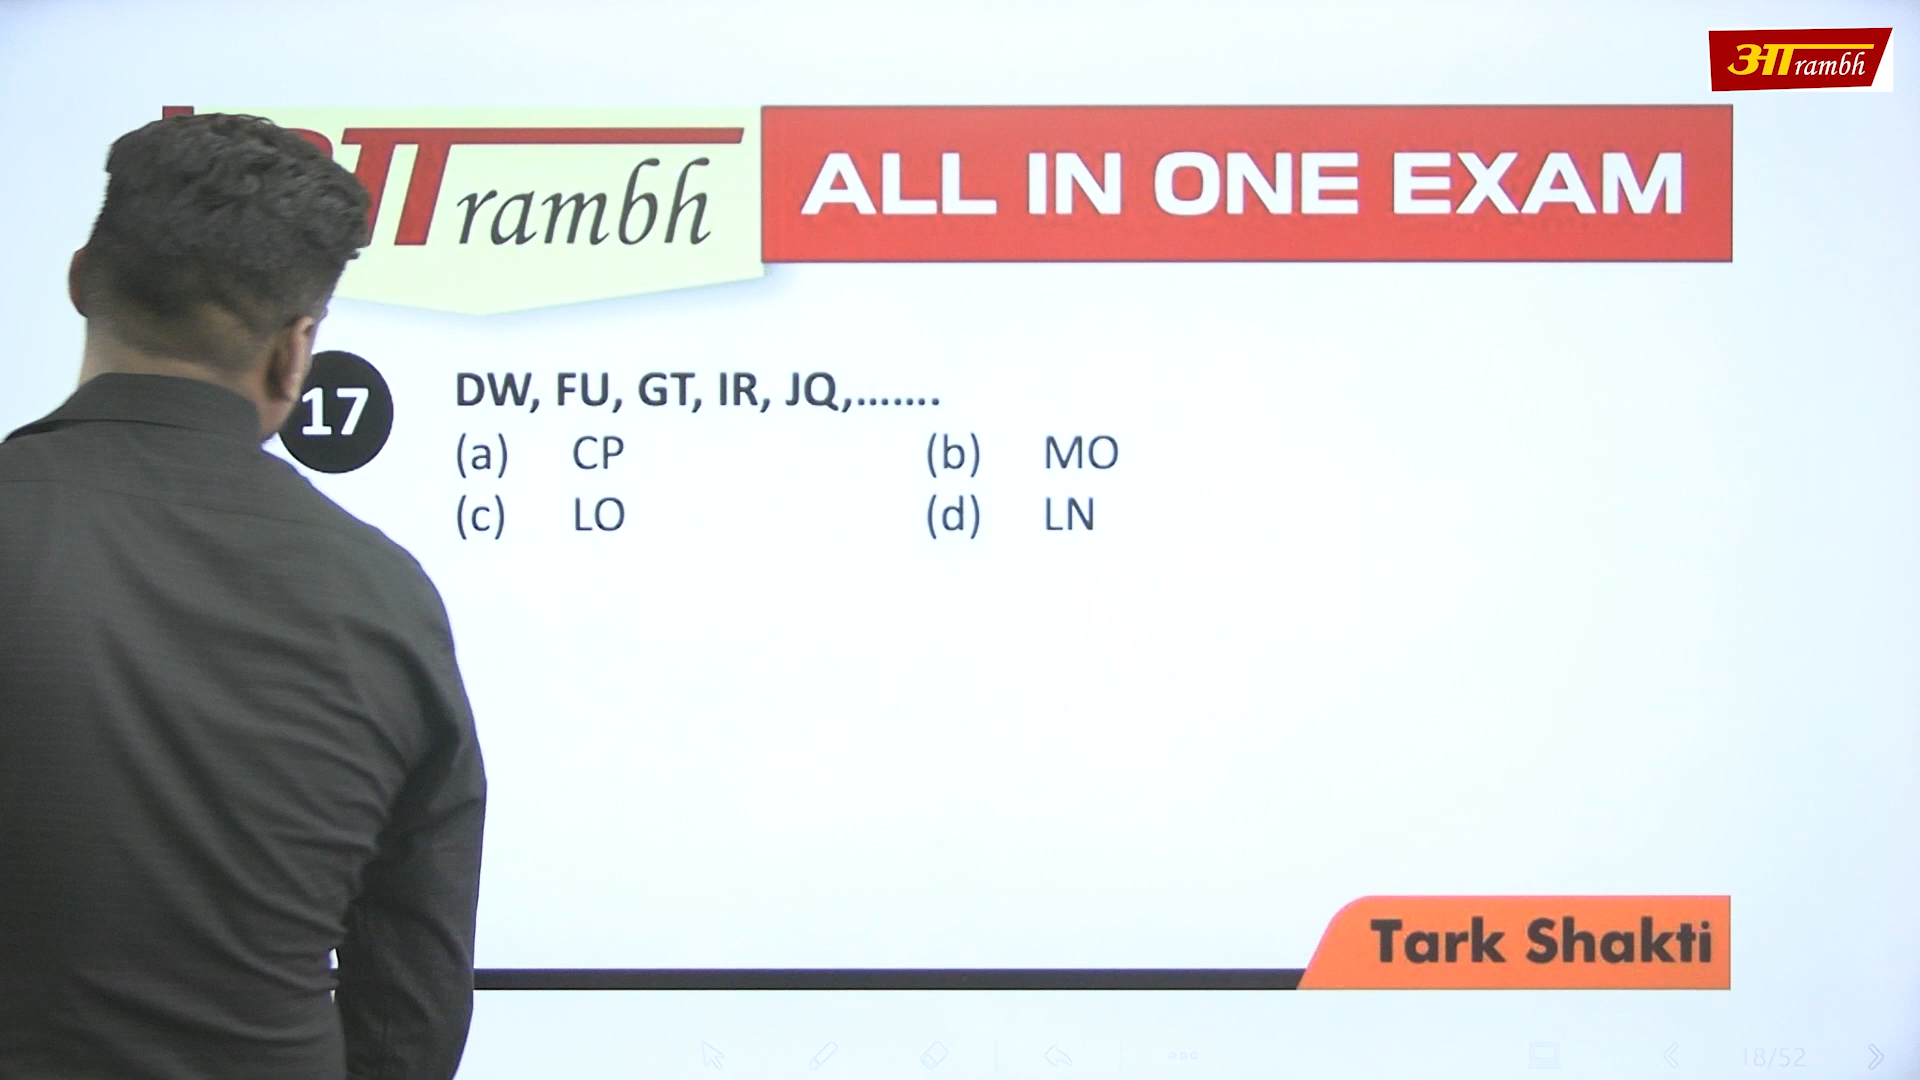 आrambh
rambh
ALL IN ONE EXAM
17
DW, FU, GT, IR, JQ,.......
(a) CP (b) MO
(c) LO (d) LN
Tark Shakti
18/52